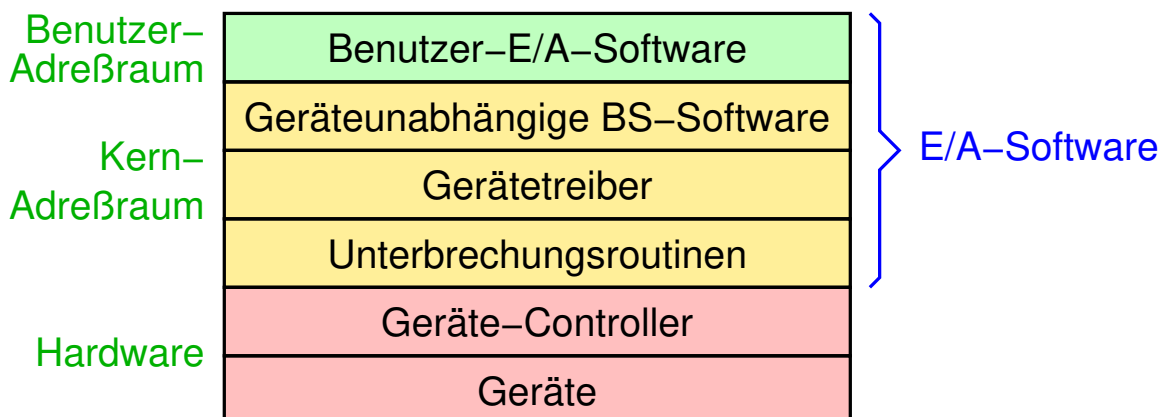 Benutzer–
Adreßraum
Benutzer–E/A–Software
Geräteunabhängige BS–Software
Kern–
Adreßraum
Gerätetreiber
Unterbrechungsroutinen
E/A–Software
Geräte–Controller
Hardware
Geräte